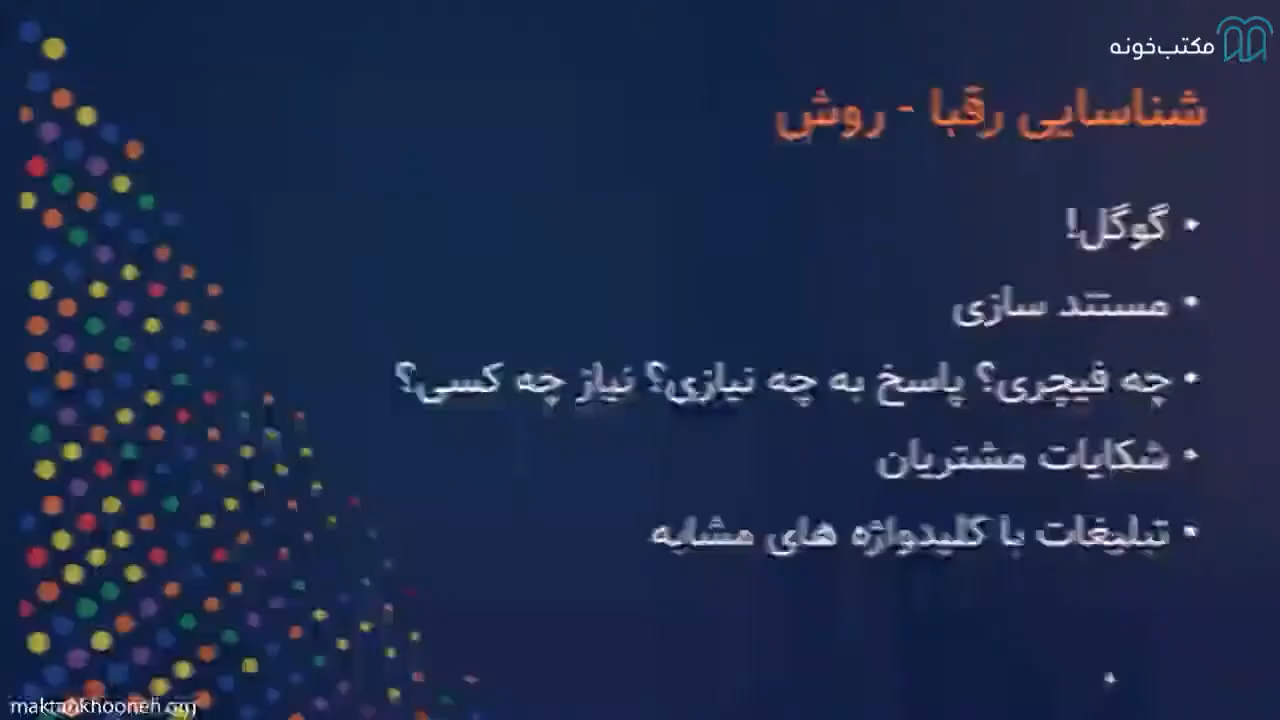 مکتب‌خونه
شناسایی رقبا - روش
• گوگل!
• مستند سازی
• چه فیچری؟ پاسخ به چه نیازی؟ نیاز چه کسی؟
• شکایات مشتریان
• تبلیغات با کلیدواژه های مشابه
maktabkhooneh.org